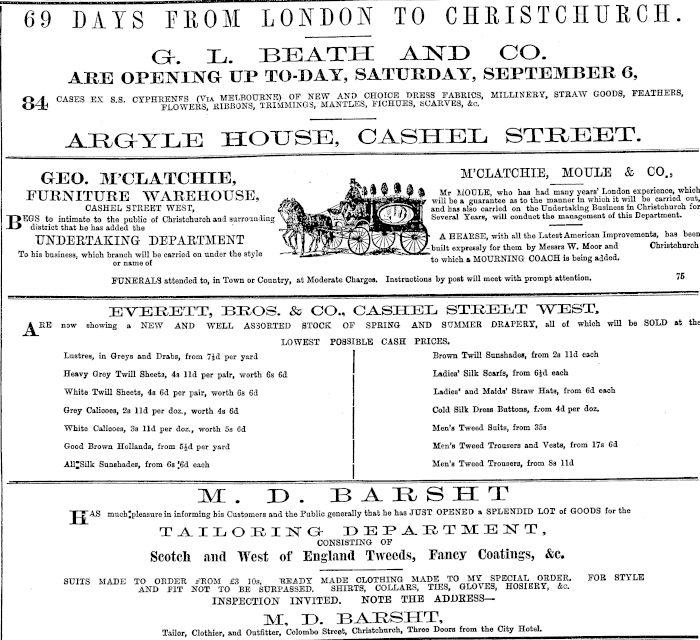 69 DAYS FROM LONDON TO CHRISTCHURCH.
G. L. BEATH AND CO.
ARE OPENING UP TO-DAY, SATURDAY, SEPTEMBER 6,
84 CASES EX S.S. CYPHRENES (VIA MELBOURNE) OF NEW AND CHOICE DRESS FABRICS, MILLINERY, STRAW GOODS, FEATHERS,
FLOWERS, RIBBONS, TRIMMINGS, MANTLES, FICHUES, SCARVES, &c.
ARGYLE HOUSE, CASHEL STREET.
GEO. M'CLATCHIE,
FURNITURE WAREHOUSE,
CASHEL STREET WEST,
BEGS to intimate to the public of Christchurch and surrounding
district that he has added the
UNDERTAKING DEPARTMENT
To his business, which branch will be carried on under the style
or name of
M'CLATCHIE, MOULE & CO.,
Mr MOULE, who has had many years' London experience, which
will be a guarantee as to the manner in which it will be carried out,
and has also carried on the Undertaking Business in Christchurch for
Several Years, will conduct the management of this Department.
A HEARSE, with all the Latest American Improvements, has been
built expressly for them by Messrs W. Moor and Christchurch
to which a MOURNING COACH is being added.
FUNERALS attended to, in Town or Country, at Moderate Charges. Instructions by post will meet with prompt attention. 75
EVERETT, BROS. & CO., CASHEL STREET WEST,
ARE now showing a NEW AND WELL ASSORTED STOCK OF SPRING AND SUMMER DRAPERY, all of which will be SOLD at the
LOWEST POSSIBLE CASH PRICES.
Lustres, in Greys and Drabs, from 7½d per yard
Heavy Grey Twill Sheets, 4s 11d per pair, worth 6s 6d
White Twill Sheets, 4s 6d per pair, worth 6s 6d
Grey Calicoes, 2s 11d per doz., worth 4s 6d
White Calicoes, 3s 11d per doz., worth 5s 6d
Good Brown Hollands, from 5½d per yard
All Silk Sunshades, from 6s 6d each
Brown Twill Sunshades, from 2s 11d each
Ladies' Silk Scarfs, from 6½d each
Ladies' and Maids' Straw Hats, from 6d each
Cold Silk Dress Buttons, from 4d per doz.
Men's Tweed Suits, from 35s
Men's Tweed Trousers and Vests, from 17s 6d
Men's Tweed Trousers, from 8s 11d
M. D. BARSHT
HAS much pleasure in informing his Customers and the Public generally that he has JUST OPENED a SPLENDID LOT of GOODS for the
TAILORING DEPARTMENT,
CONSISTING OF
Scotch and West of England Tweeds, Fancy Coatings, &c.
SUITS MADE TO ORDER FROM £3 10s. READY MADE CLOTHING MADE TO MY SPECIAL ORDER. FOR STYLE
AND FIT NOT TO BE SURPASSED. SHIRTS, COLLARS, TIES, GLOVES, HOSIERY, &c.
INSPECTION INVITED. NOTE THE ADDRESS—
M. D. BARSHT,
Tailor, Clothier, and Outfitter, Colombo Street, Christchurch, Three Doors from the City Hotel.